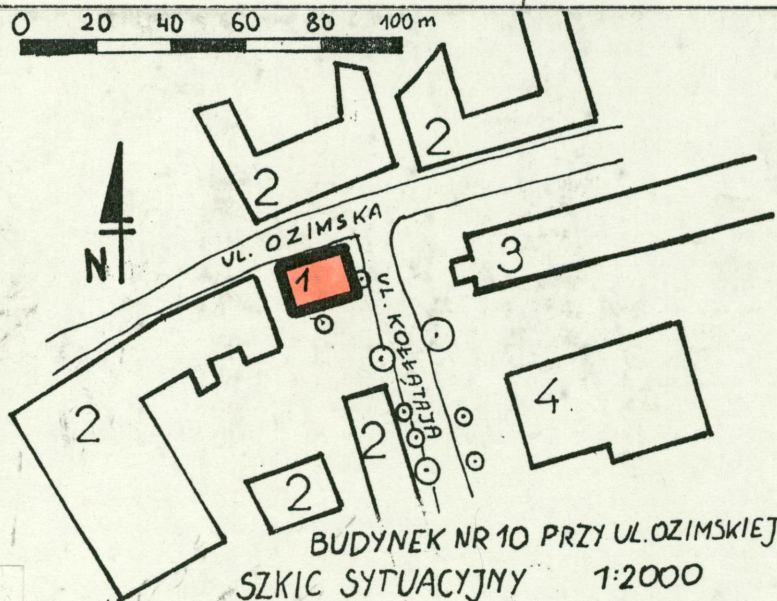 0 20 40 60 80 100 m
2
2
N
UL. OZIMSKA
1
3
UL. KOŁŁĄTAJA
2
2
2
4
BUDYNEK NR 10 PRZY UL. OZIMSKIEJ
SZKIC SYTUACYJNY 1:2000